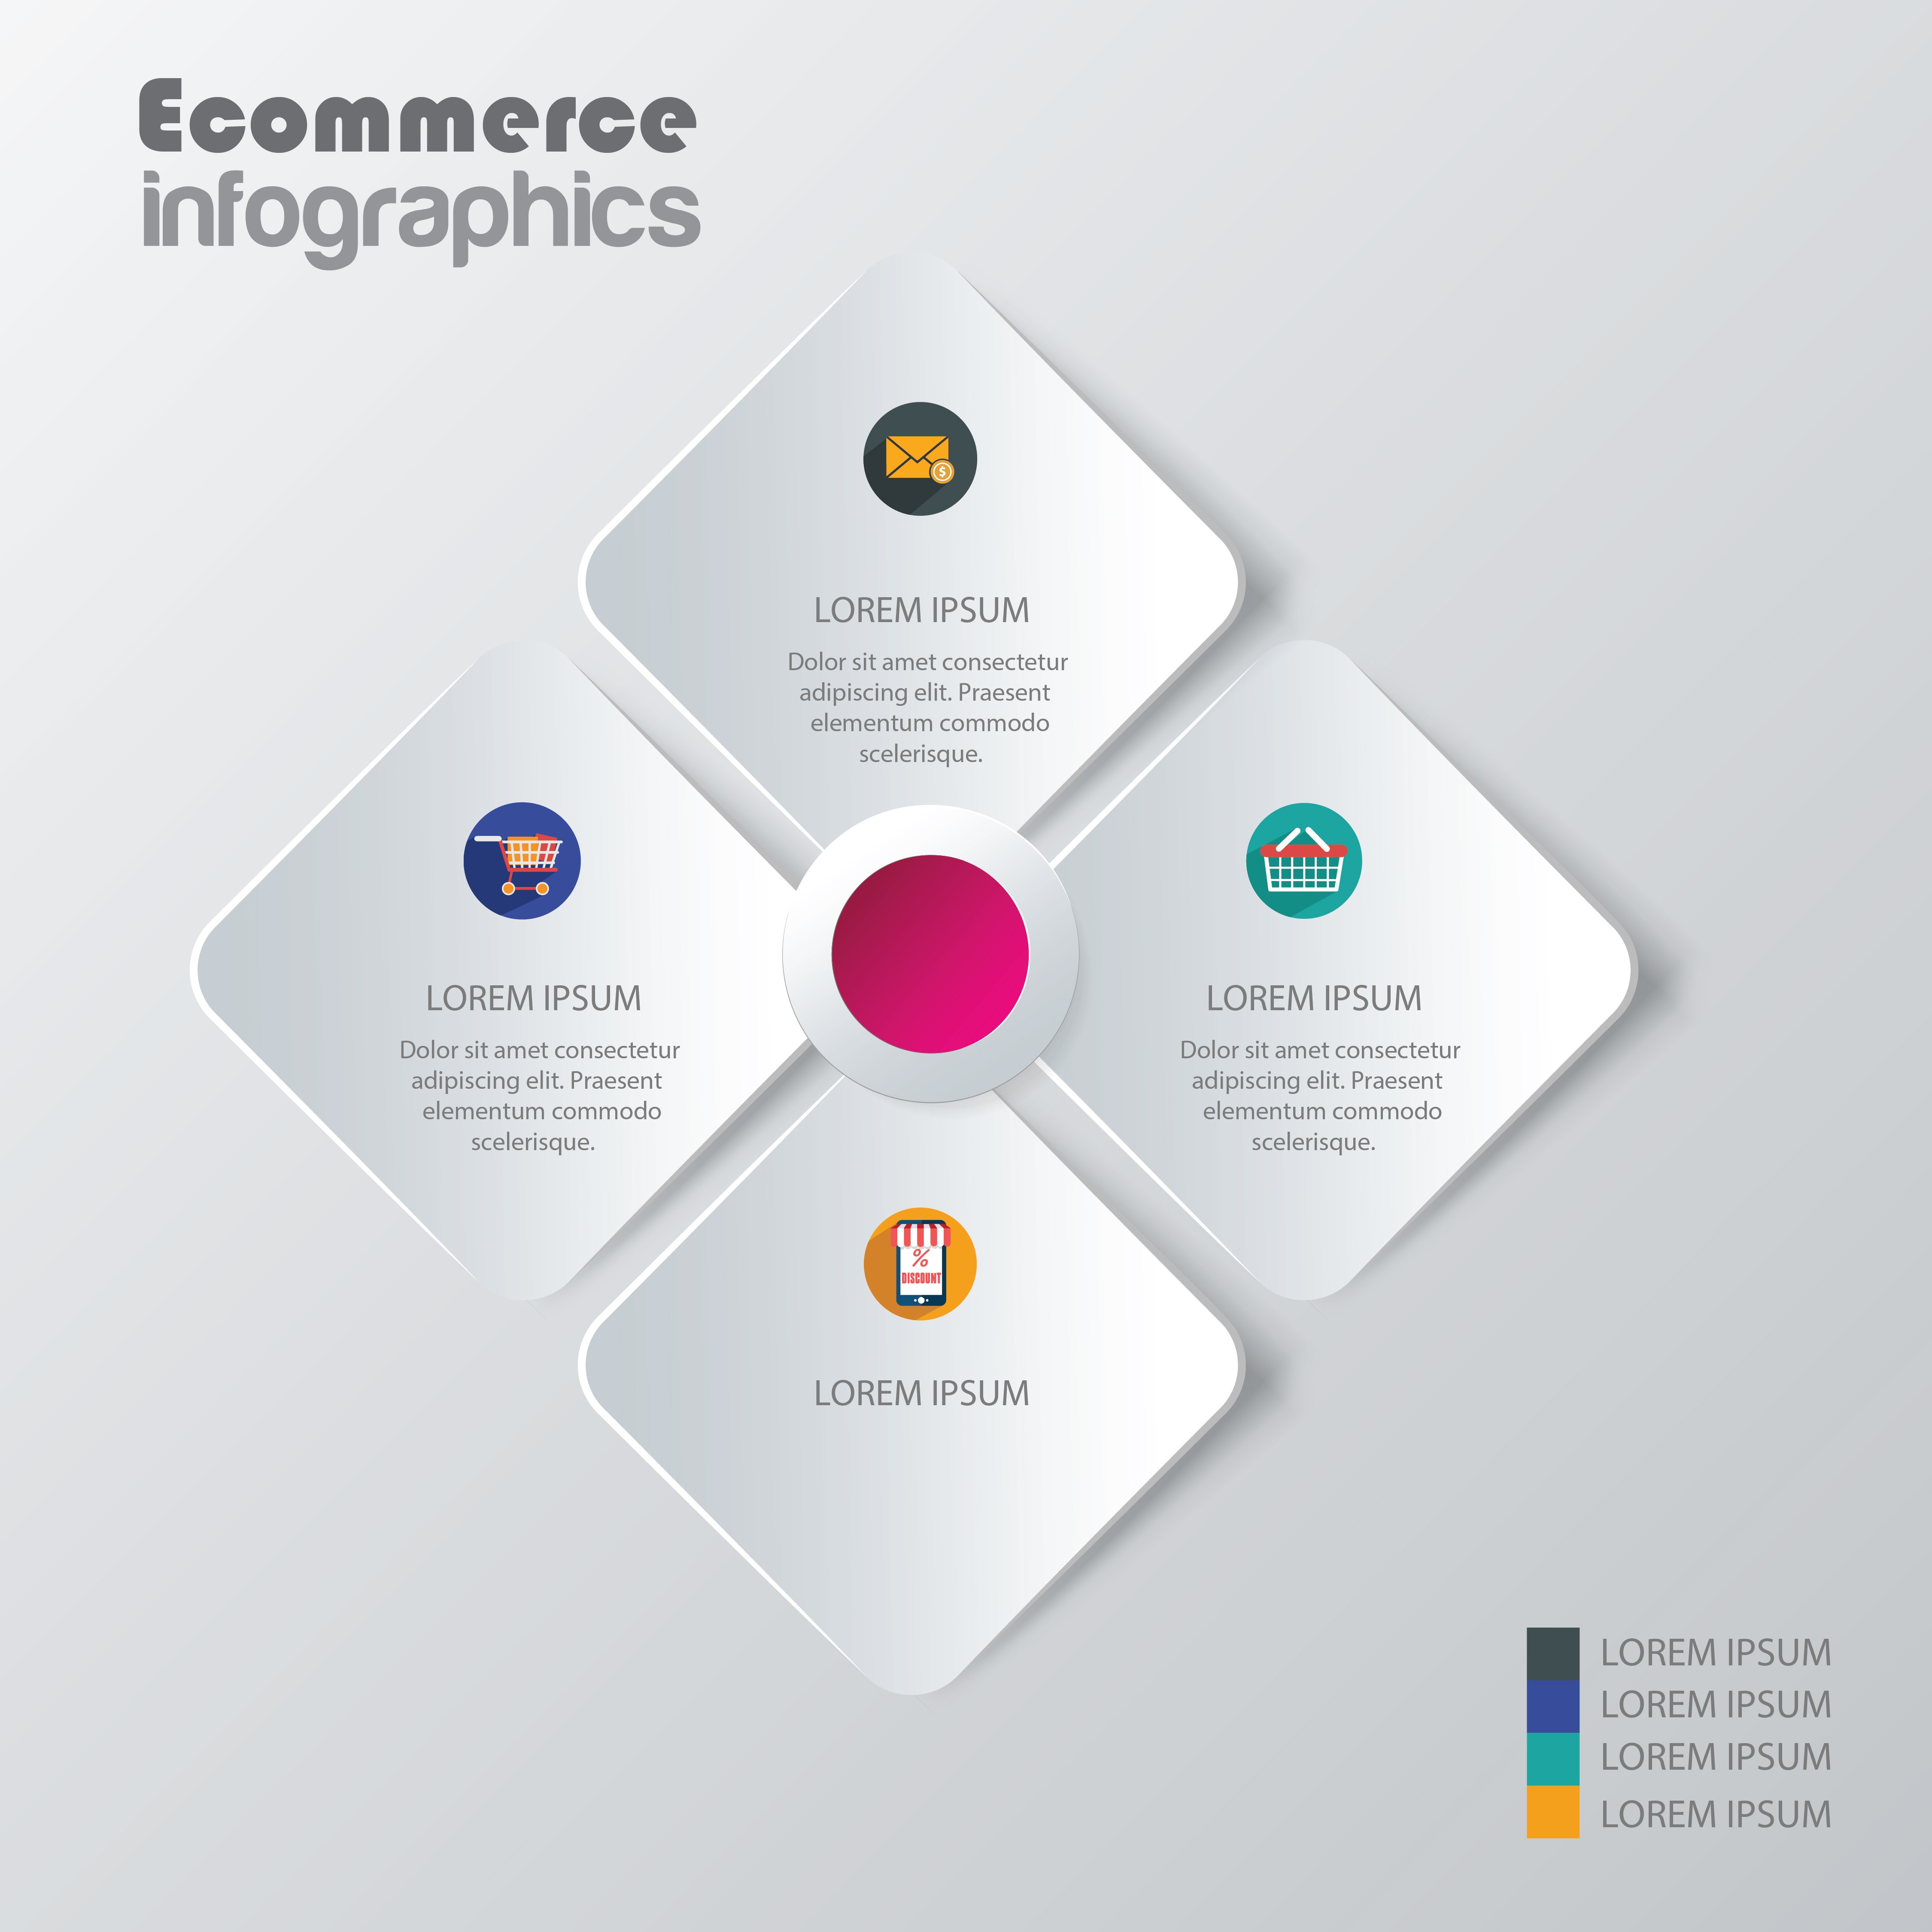 Ecommerce
infographics
$
LOREM IPSUM
Dolor sit amet consectetur
adipiscing elit. Praesent
elementum commodo
scelerisque.
LOREM IPSUM
Dolor sit amet consectetur
adipiscing elit. Praesent
elementum commodo
scelerisque.
LOREM IPSUM
Dolor sit amet consectetur
adipiscing elit. Praesent
elementum commodo
scelerisque.
%
DISCOUNT
LOREM IPSUM
LOREM IPSUM
LOREM IPSUM
LOREM IPSUM
LOREM IPSUM